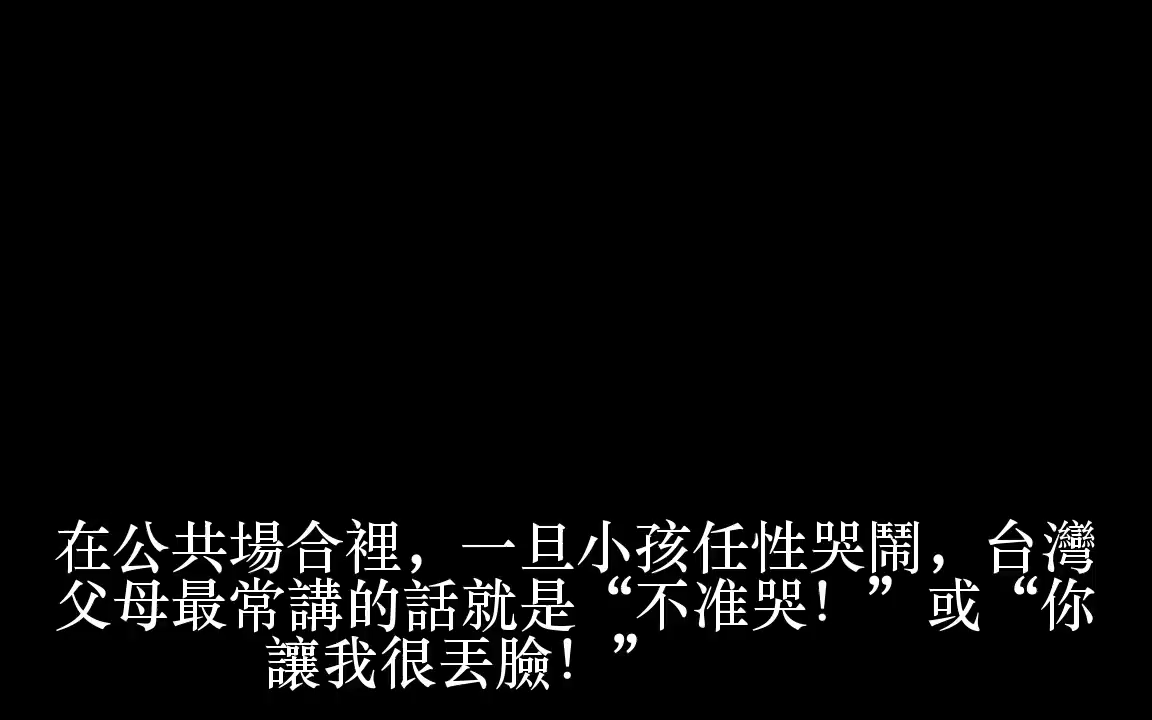 在公共場合裡，一旦小孩任性哭鬧，台灣
父母最常講的話就是“不准哭！”或“你
讓我很丟臉！”